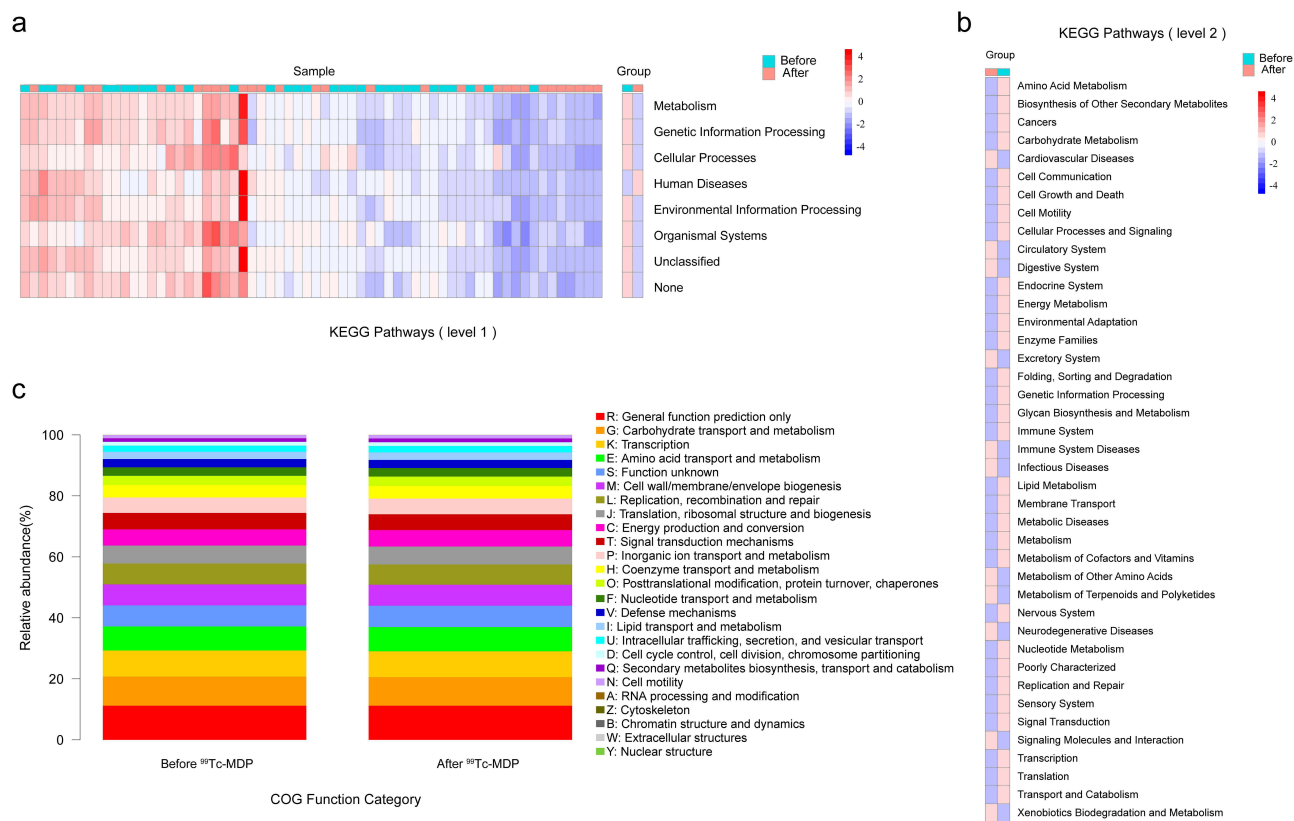 a
Sample
Group
Before
After
4
2
0
-2
-4
Metabolism
Genetic Information Processing
Cellular Processes
Human Diseases
Environmental Information Processing
Organismal Systems
Unclassified
None
KEGG Pathways ( level 1 )
b
KEGG Pathways ( level 2 )
Group
Before
After
4
2
0
-2
-4
Amino Acid Metabolism
Biosynthesis of Other Secondary Metabolites
Cancers
Carbohydrate Metabolism
Cardiovascular Diseases
Cell Communication
Cell Growth and Death
Cell Motility
Cellular Processes and Signaling
Circulatory System
Digestive System
Endocrine System
Energy Metabolism
Environmental Adaptation
Enzyme Families
Excretory System
Folding, Sorting and Degradation
Genetic Information Processing
Glycan Biosynthesis and Metabolism
Immune System
Immune System Diseases
Infectious Diseases
Lipid Metabolism
Membrane Transport
Metabolic Diseases
Metabolism
Metabolism of Cofactors and Vitamins
Metabolism of Other Amino Acids
Metabolism of Terpenoids and Polyketides
Nervous System
Neurodegenerative Diseases
Nucleotide Metabolism
Poorly Characterized
Replication and Repair
Sensory System
Signal Transduction
Signaling Molecules and Interaction
Transcription
Translation
Transport and Catabolism
Xenobiotics Biodegradation and Metabolism
c
Relative abundance(%)
100
80
60
40
20
0
Before ⁹⁹Tc-MDP
After ⁹⁹Tc-MDP
COG Function Category
R: General function prediction only
G: Carbohydrate transport and metabolism
K: Transcription
E: Amino acid transport and metabolism
S: Function unknown
M: Cell wall/membrane/envelope biogenesis
L: Replication, recombination and repair
J: Translation, ribosomal structure and biogenesis
C: Energy production and conversion
T: Signal transduction mechanisms
P: Inorganic ion transport and metabolism
H: Coenzyme transport and metabolism
O: Posttranslational modification, protein turnover, chaperones
F: Nucleotide transport and metabolism
V: Defense mechanisms
I: Lipid transport and metabolism
U: Intracellular trafficking, secretion, and vesicular transport
D: Cell cycle control, cell division, chromosome partitioning
Q: Secondary metabolites biosynthesis, transport and catabolism
N: Cell motility
A: RNA processing and modification
Z: Cytoskeleton
B: Chromatin structure and dynamics
W: Extracellular structures
Y: Nuclear structure